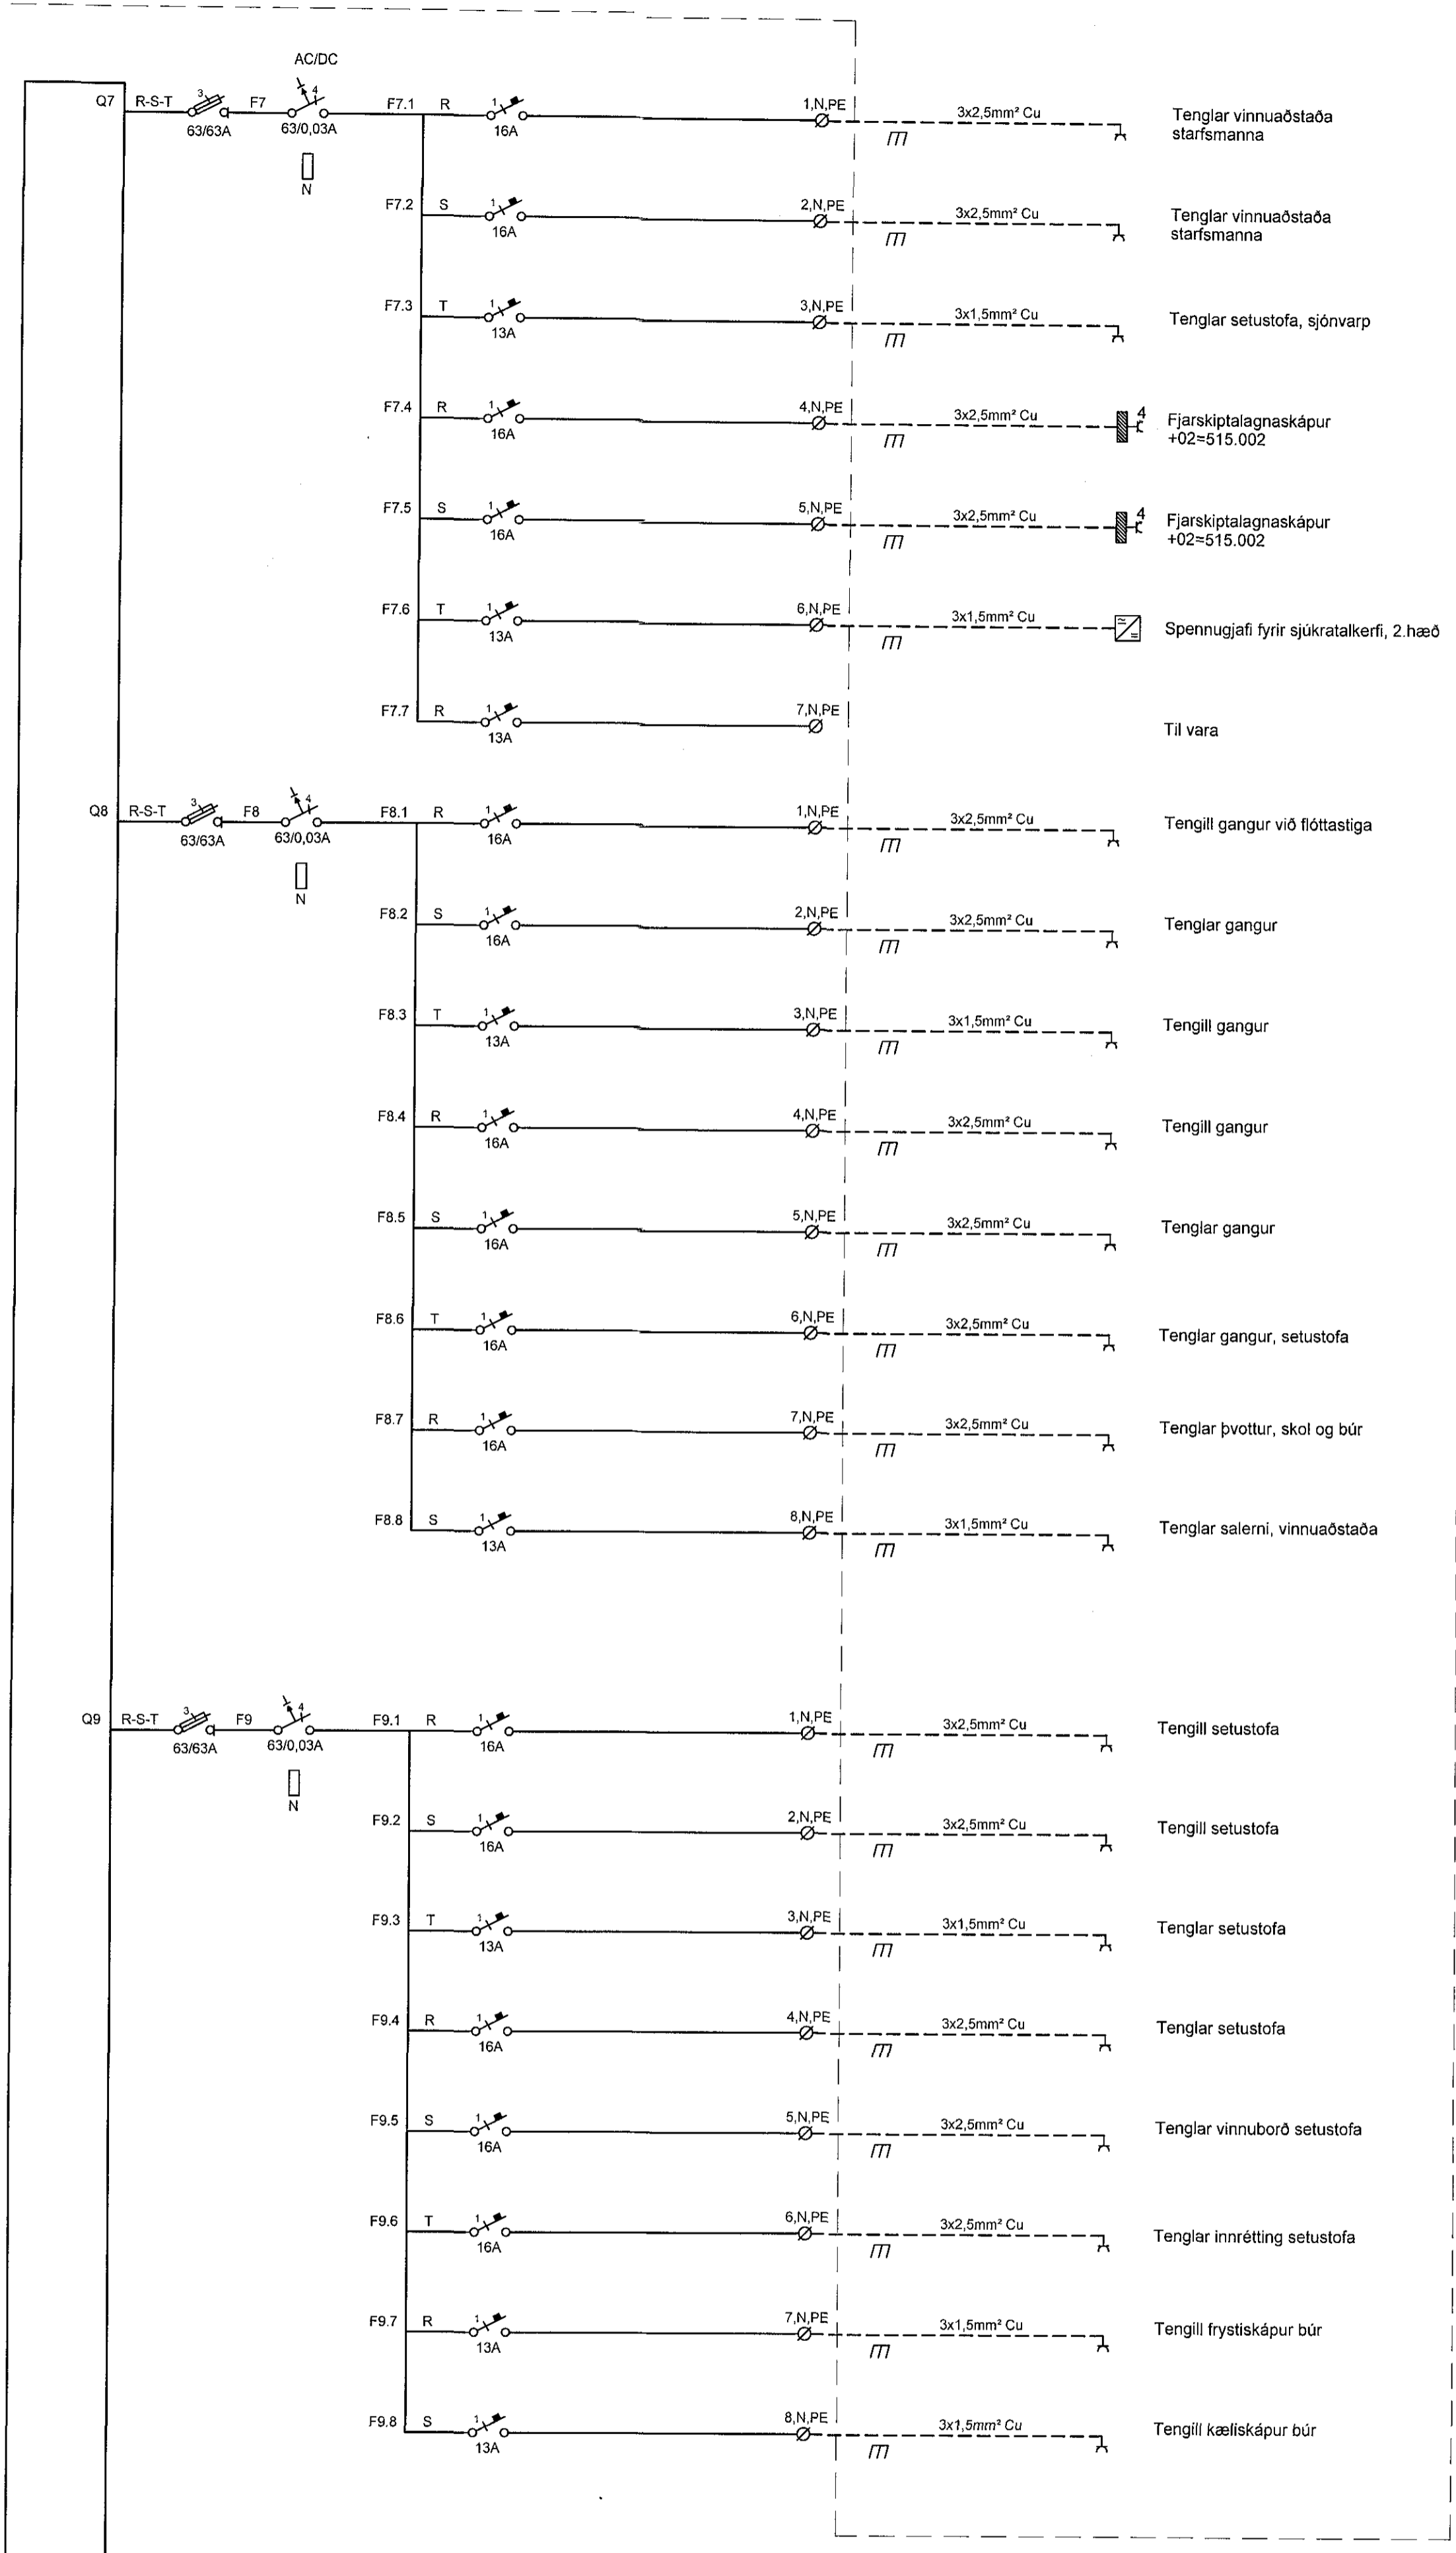 AC/DC
Q7 R-S-T 3 F7 4 F7.1 R 1 1,N,PE 3x2,5mm² Cu Tenglar vinnuaðstaða
starfsmanna
63/63A 63/0,03A 16A
N
F7.2 S 1 2,N,PE 3x2,5mm² Cu Tenglar vinnuaðstaða
starfsmanna
16A
F7.3 T 1 3,N,PE 3x1,5mm² Cu Tenglar setustofa, sjónvarp
13A
F7.4 R 1 4,N,PE 3x2,5mm² Cu 4 Fjarskiptalagnaskápur
+02=515.002
16A
F7.5 S 1 5,N,PE 3x2,5mm² Cu 4 Fjarskiptalagnaskápur
+02=515.002
16A
F7.6 T 1 6,N,PE 3x1,5mm² Cu Spennugjafi fyrir sjúkratalkerfi, 2.hæð
13A
F7.7 R 1 7,N,PE Til vara
13A
Q8 R-S-T 3 F8 4 F8.1 R 1 1,N,PE 3x2,5mm² Cu Tengill gangur við flóttastiga
63/63A 63/0,03A 16A
N
F8.2 S 1 2,N,PE 3x2,5mm² Cu Tenglar gangur
16A
F8.3 T 1 3,N,PE 3x1,5mm² Cu Tengill gangur
13A
F8.4 R 1 4,N,PE 3x2,5mm² Cu Tengill gangur
16A
F8.5 S 1 5,N,PE 3x2,5mm² Cu Tenglar gangur
16A
F8.6 T 1 6,N,PE 3x2,5mm² Cu Tenglar gangur, setustofa
16A
F8.7 R 1 7,N,PE 3x2,5mm² Cu Tenglar þvottur, skol og búr
16A
F8.8 S 1 8,N,PE 3x1,5mm² Cu Tenglar salerni, vinnuaðstaða
13A
Q9 R-S-T 3 F9 4 F9.1 R 1 1,N,PE 3x2,5mm² Cu Tengill setustofa
63/63A 63/0,03A 16A
N
F9.2 S 1 2,N,PE 3x2,5mm² Cu Tengill setustofa
16A
F9.3 T 1 3,N,PE 3x1,5mm² Cu Tenglar setustofa
13A
F9.4 R 1 4,N,PE 3x2,5mm² Cu Tenglar setustofa
16A
F9.5 S 1 5,N,PE 3x2,5mm² Cu Tenglar vinnuborð setustofa
16A
F9.6 T 1 6,N,PE 3x2,5mm² Cu Tenglar innrétting setustofa
16A
F9.7 R 1 7,N,PE 3x1,5mm² Cu Tengill frystiskápur búr
13A
F9.8 S 1 8,N,PE 3x1,5mm² Cu Tengill kæliskápur búr
13A